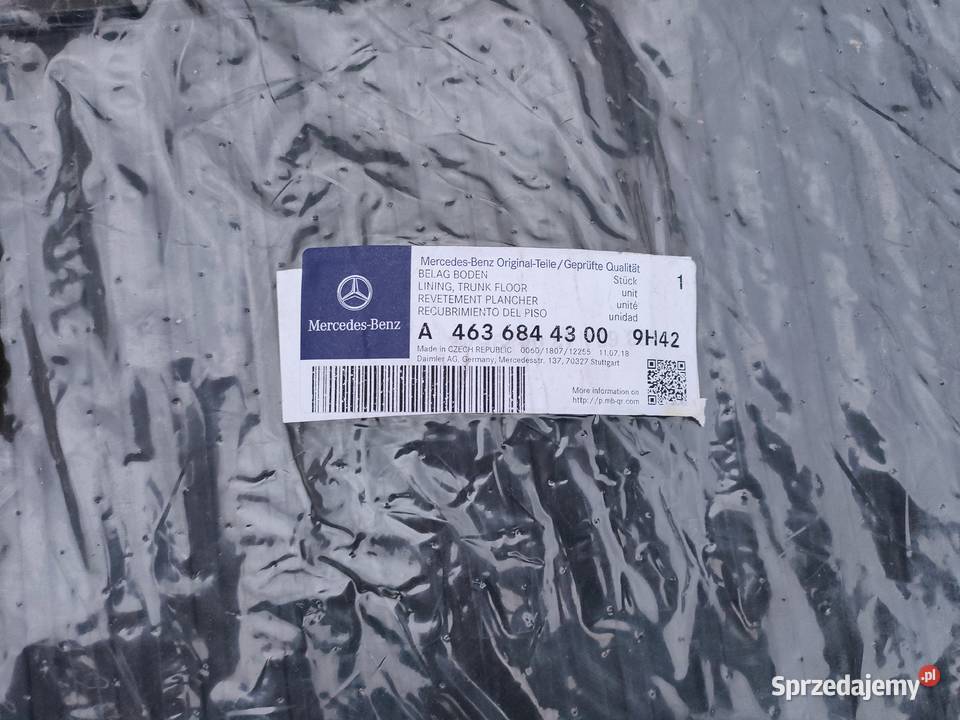 Mercedes-Benz
Mercedes-Benz Original-Teile/Geprüfte Qualität
BELAG BODEN
LINING, TRUNK FLOOR
REVETEMENT PLANCHER
RECUBRIMIENTO DEL PISO
Stück
unit
unité
unidad
1
A 463 684 43 00 9H42
Made in CZECH REPUBLIC 0060/1807/12255 11.07.18
Daimler AG, Germany, Mercedesstr. 137, 70327 Stuttgart
More information on
http://p.mb-qr.com
Sprzedajemy.pl